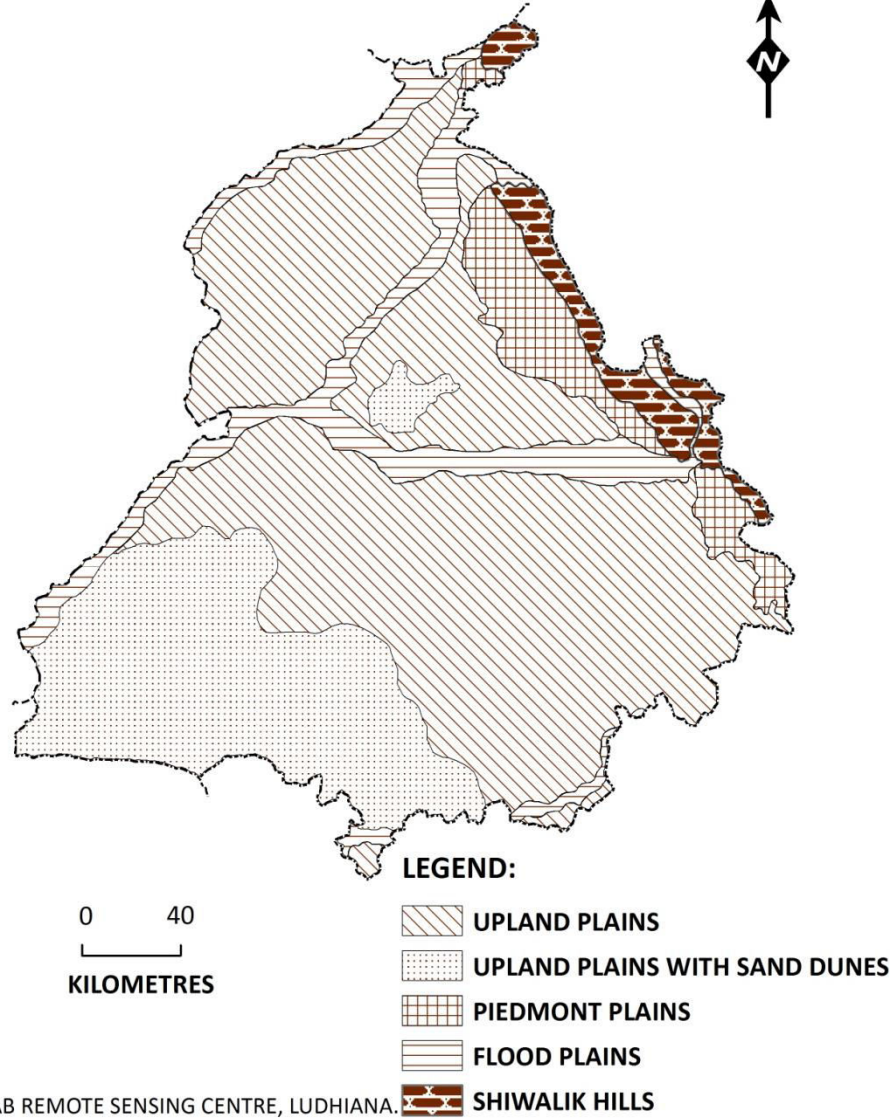 N
LEGEND:
UPLAND PLAINS
UPLAND PLAINS WITH SAND DUNES
PIEDMONT PLAINS
FLOOD PLAINS
SHIWALIK HILLS
0 40
KILOMETRES
AB REMOTE SENSING CENTRE, LUDHIANA.